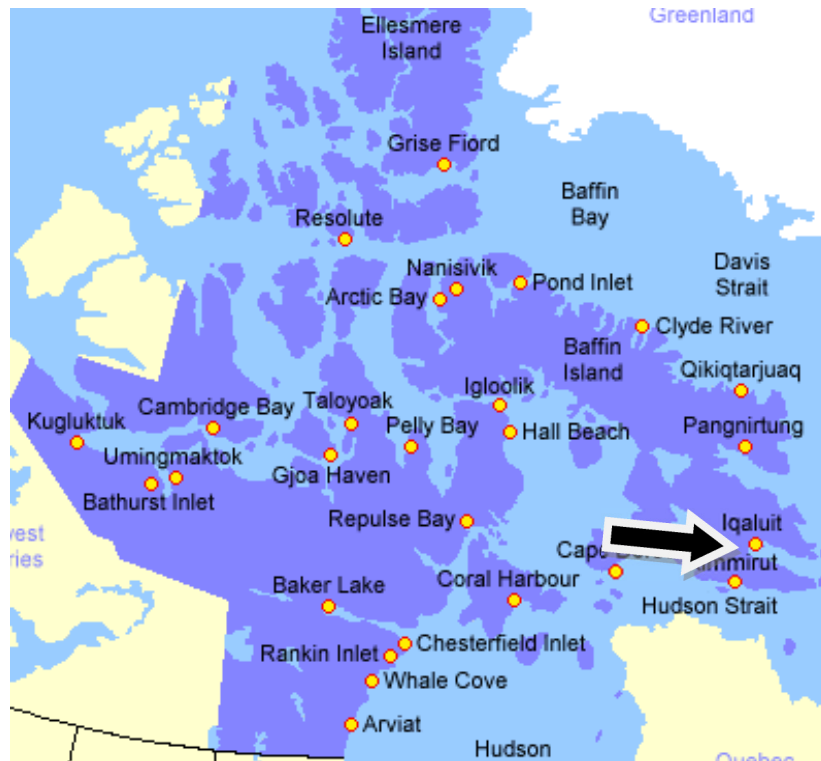 Greenland
Ellesmere
Island
Grise Fiord
Baffin
Bay
Resolute
Davis
Strait
Nanisivik
Pond Inlet
Arctic Bay
Clyde River
Baffin
Island
Qikiqtarjuaq
Igloolik
Taloyoak
Cambridge Bay
Kugluktuk
Pelly Bay
Hall Beach
Pangnirtung
Umingmaktok
Gjoa Haven
Bathurst Inlet
Repulse Bay
Iqaluit
Cape
Baker Lake
Coral Harbour
Hudson Strait
Chesterfield Inlet
Rankin Inlet
Whale Cove
Arviat
Hudson
Quebec